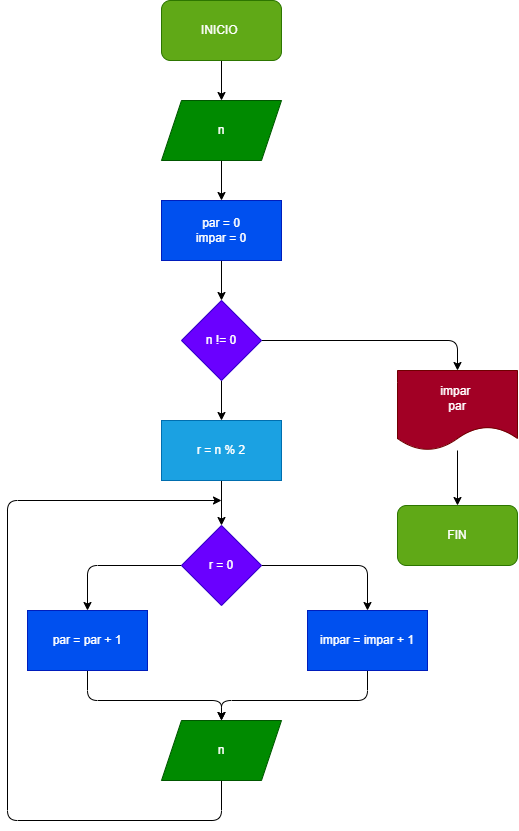 INICIO
n
par = 0
impar = 0
n != 0
impar
par
r = n % 2
FIN
r = 0
par = par + 1
impar = impar + 1
n